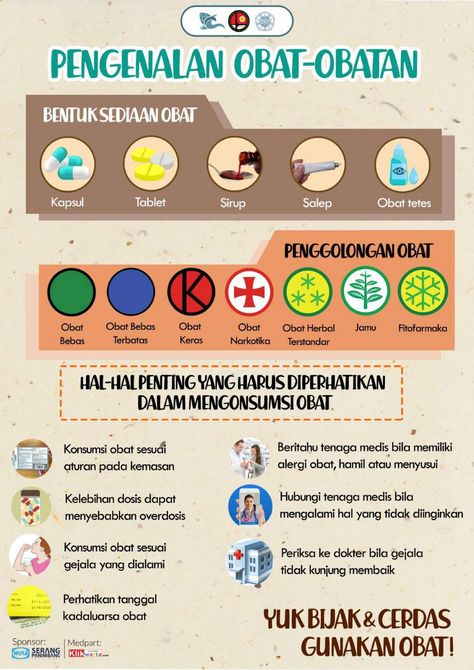 PENGENALAN OBAT-OBATAN
BENTUK SEDIAAN OBAT
Kapsul
Tablet
Sirup
Salep
Obat tetes
PENGGOLONGAN OBAT
K
Obat
Bebas
Obat Bebas
Terbatas
Obat
Keras
Obat
Narkotika
Obat Herbal
Terstandar
Jamu
Fitofarmaka
HAL-HAL PENTING YANG HARUS DIPERHATIKAN
DALAM MENGONSUMSI OBAT
Konsumsi obat sesuai
aturan pada kemasan
Kelebihan dosis dapat
menyebabkan overdosis
Konsumsi obat sesuai
gejala yang dialami
Perhatikan tanggal
kadaluarsa obat
Beritahu tenaga medis bila memiliki
alergi obat, hamil atau menyusui
Hubungi tenaga medis bila
mengalami hal yang tidak diinginkan
Periksa ke dokter bila gejala
tidak kunjung membaik
YUK BIJAK & CERDAS
GUNAKAN OBAT!
Sponsor:
SERANG
Medpart:
Klik